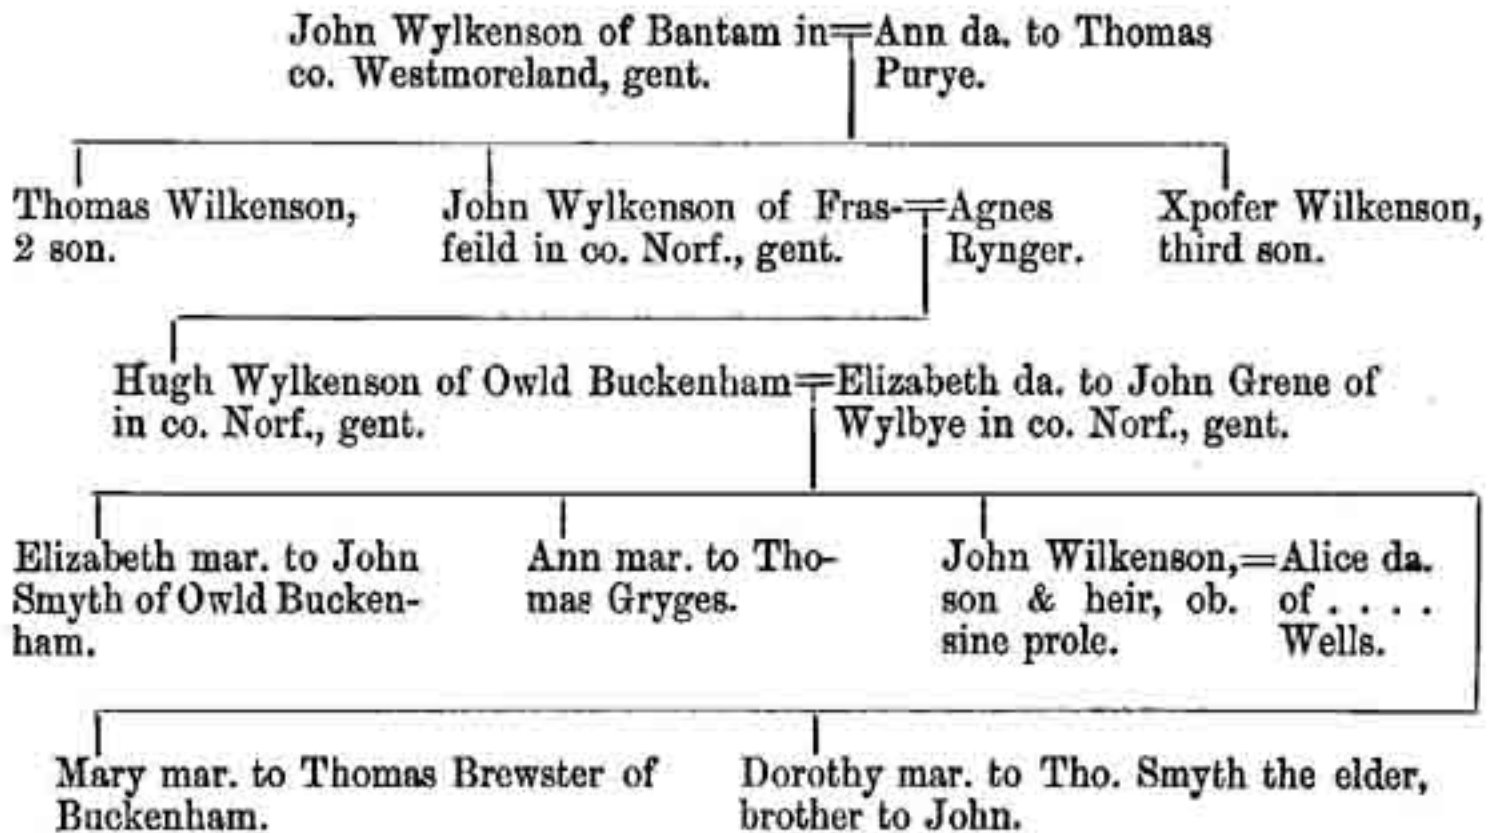 John Wylkenson of Bantam in=Ann da. to Thomas
co. Westmoreland, gent. Purye.
Thomas Wilkenson,
2 son.
John Wylkenson of Fras-=Agnes
feild in co. Norf., gent. Rynger.
Xpofer Wilkenson,
third son.
Hugh Wylkenson of Owld Buckenham=Elizabeth da. to John Grene of
in co. Norf., gent. Wylbye in co. Norf., gent.
Elizabeth mar. to John
Smyth of Owld Bucken-
ham.
Ann mar. to Tho-
mas Gryges.
John Wilkenson,=Alice da.
son & heir, ob. of . . . .
sine prole. Wells.
Mary mar. to Thomas Brewster of
Buckenham.
Dorothy mar. to Tho. Smyth the elder,
brother to John.